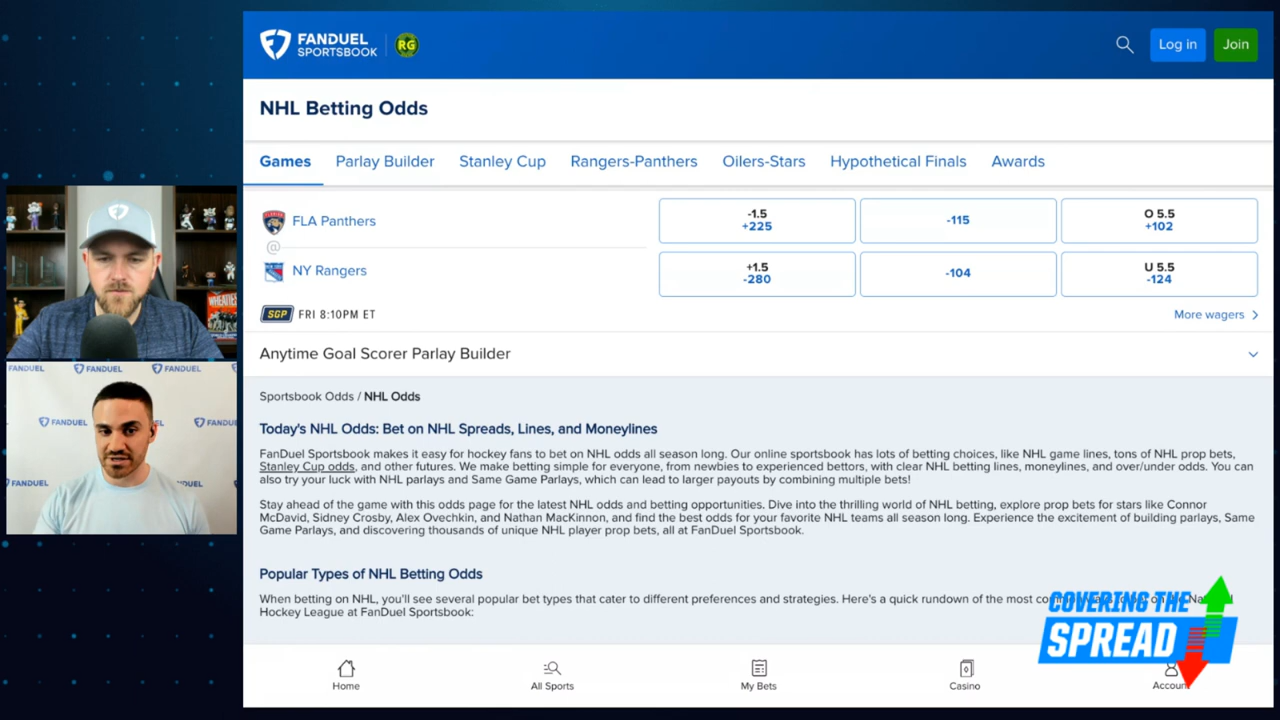 FANDUEL
SPORTSBOOK
RG
Log in
Join
NHL Betting Odds
Games
Parlay Builder
Stanley Cup
Rangers-Panthers
Oilers-Stars
Hypothetical Finals
Awards
FLA Panthers
-1.5
+225
-115
O 5.5
+102
@
NY Rangers
+1.5
-280
-104
U 5.5
-124
SGP FRI 8:10PM ET
More wagers
Anytime Goal Scorer Parlay Builder
Sportsbook Odds / NHL Odds
Today's NHL Odds: Bet on NHL Spreads, Lines, and Moneylines
FanDuel Sportsbook makes it easy for hockey fans to bet on NHL odds all season long. Our online sportsbook has lots of betting choices, like NHL game lines, tons of NHL prop bets,
Stanley Cup odds, and other futures. We make betting simple for everyone, from newbies to experienced bettors, with clear NHL betting lines, moneylines, and over/under odds. You can
also try your luck with NHL parlays and Same Game Parlays, which can lead to larger payouts by combining multiple bets!
Stay ahead of the game with this odds page for the latest NHL odds and betting opportunities. Dive into the thrilling world of NHL betting, explore prop bets for stars like Connor
McDavid, Sidney Crosby, Alex Ovechkin, and Nathan MacKinnon, and find the best odds for your favorite NHL teams all season long. Experience the excitement of building parlays, Same
Game Parlays, and discovering thousands of unique NHL player prop bets, all at FanDuel Sportsbook.
Popular Types of NHL Betting Odds
When betting on NHL, you'll see several popular bet types that cater to different preferences and strategies. Here's a quick rundown of the most
Hockey League at FanDuel Sportsbook:
COVERING THE
SPREAD
Home
All Sports
My Bets
Casino
Account
WHEATIES
FANDUEL
FANDUEL
FANDUEL
FANDUEL
FANDUEL
FANDUEL
FANDUEL